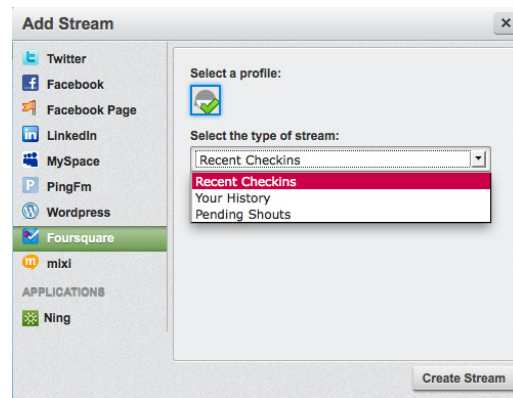 Add Stream
x
Twitter
Facebook
Facebook Page
LinkedIn
MySpace
PingFm
Wordpress
Foursquare
mixi
APPLICATIONS
Ning
Select a profile:
Select the type of stream:
Recent Checkins
Recent Checkins
Your History
Pending Shouts
Create Stream